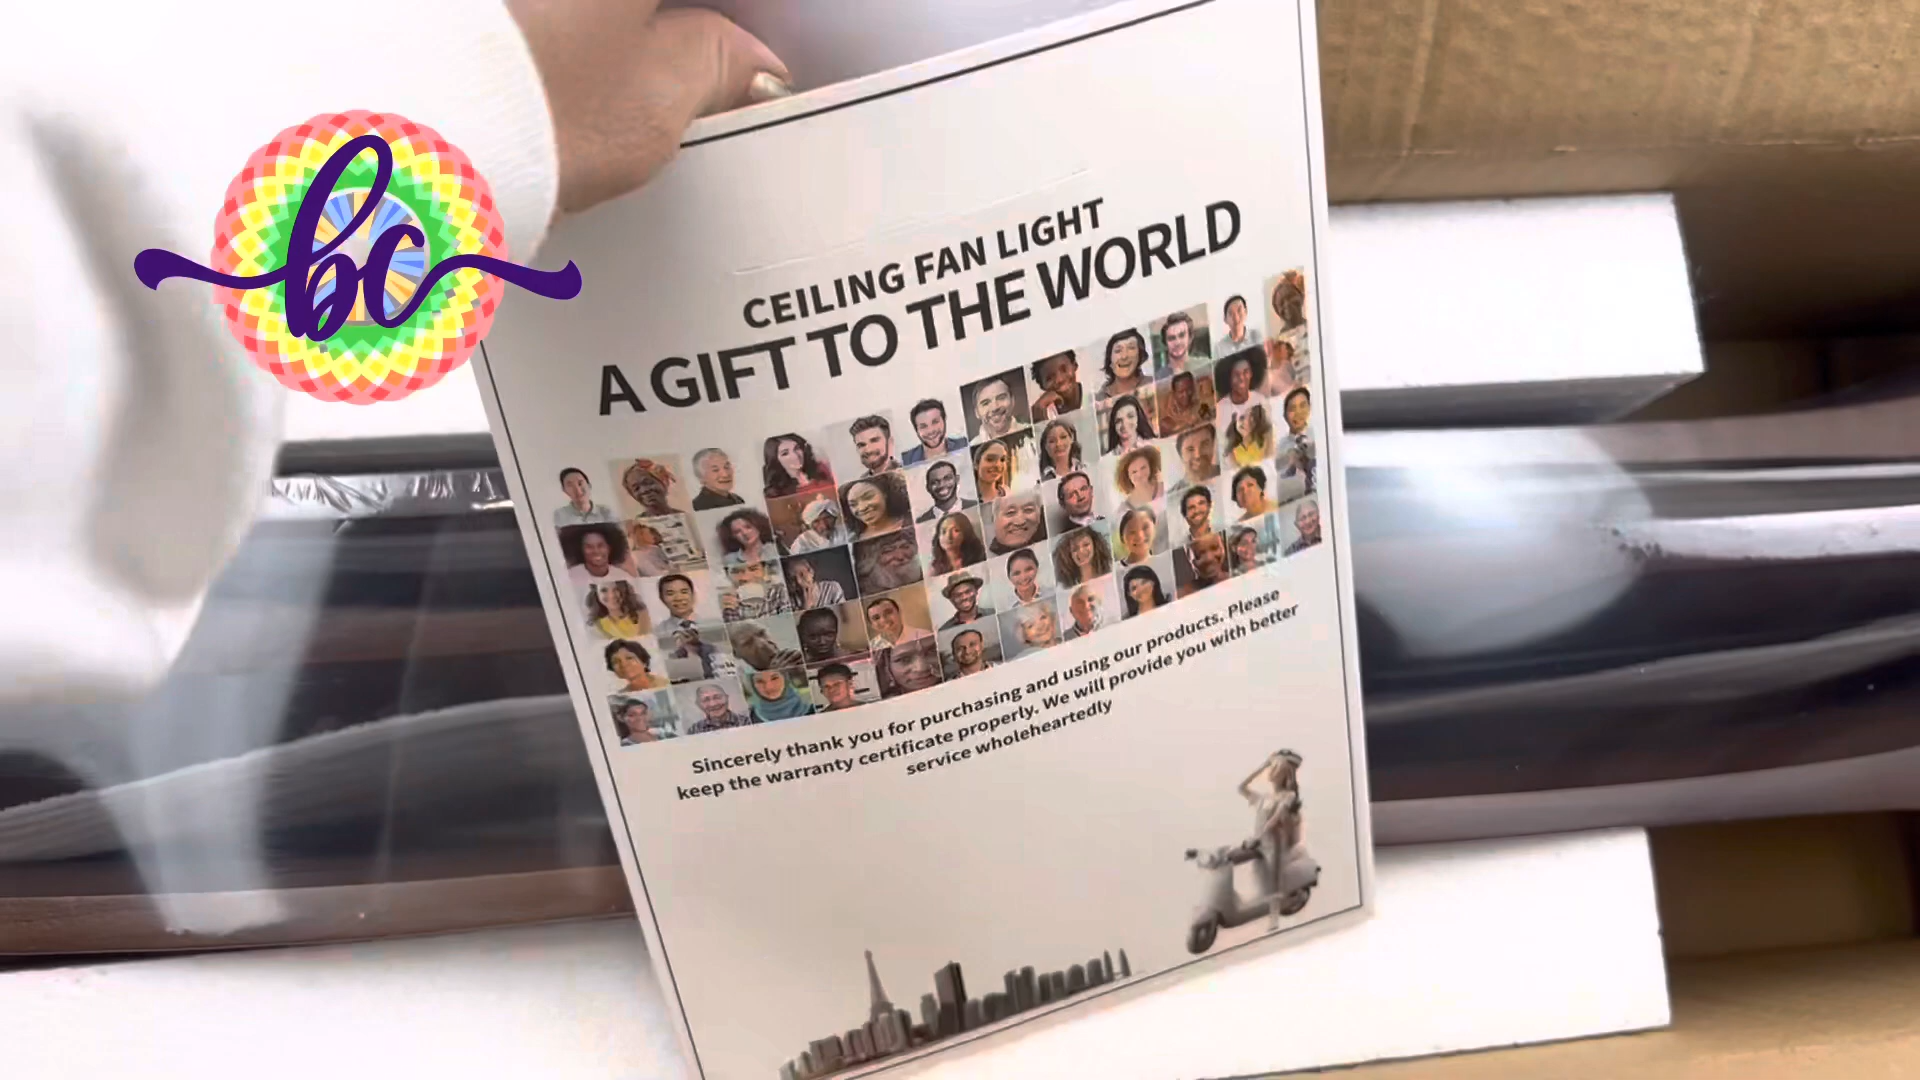 bc
CEILING FAN LIGHT
A GIFT TO THE WORLD
Sincerely thank you for purchasing and using our products. Please
keep the warranty certificate properly. We will provide you with better
service wholeheartedly